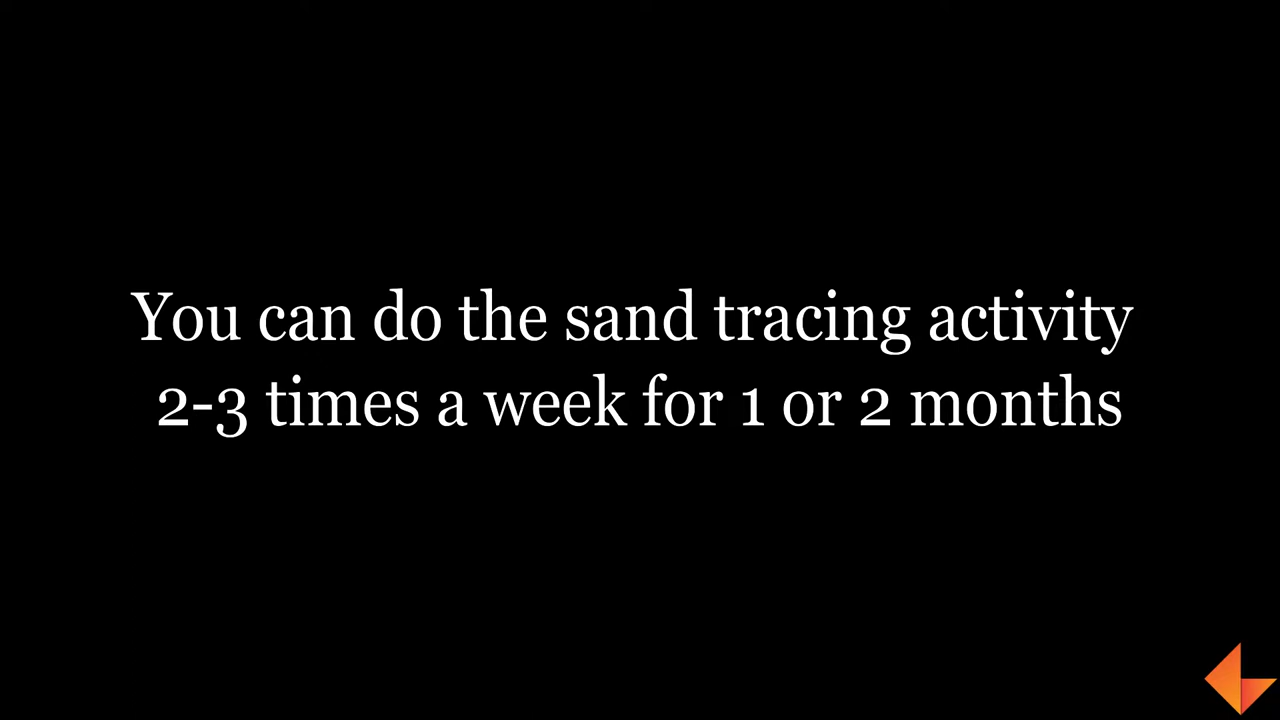 You can do the sand tracing activity
2-3 times a week for 1 or 2 months